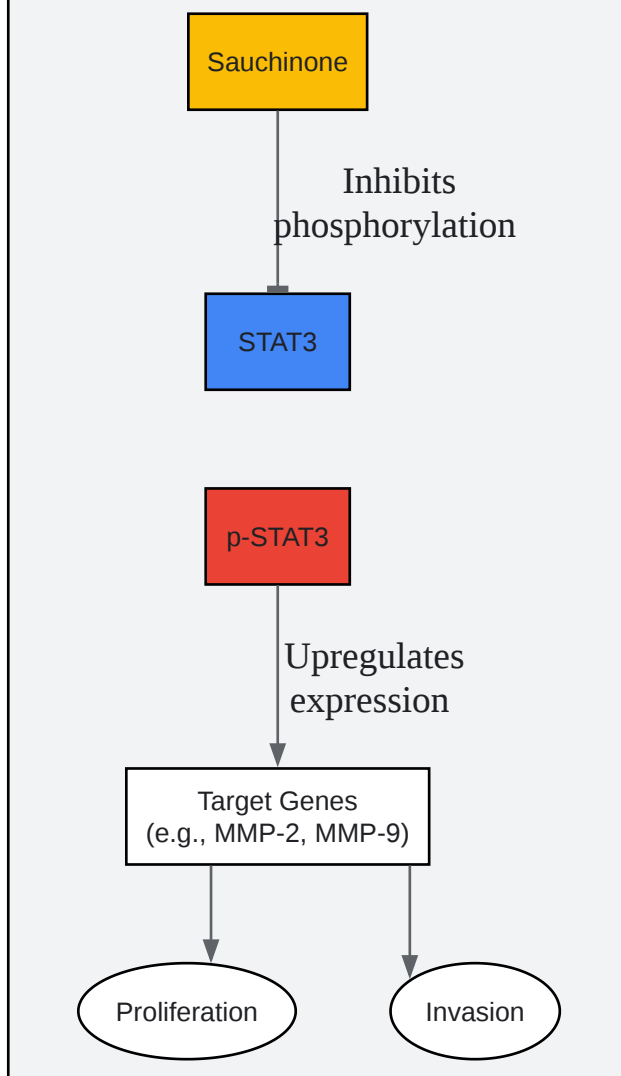 Sauchinone
Inhibits
phosphorylation
STAT3
p-STAT3
Upregulates
expression
Target Genes
(e.g., MMP-2, MMP-9)
Proliferation
Invasion